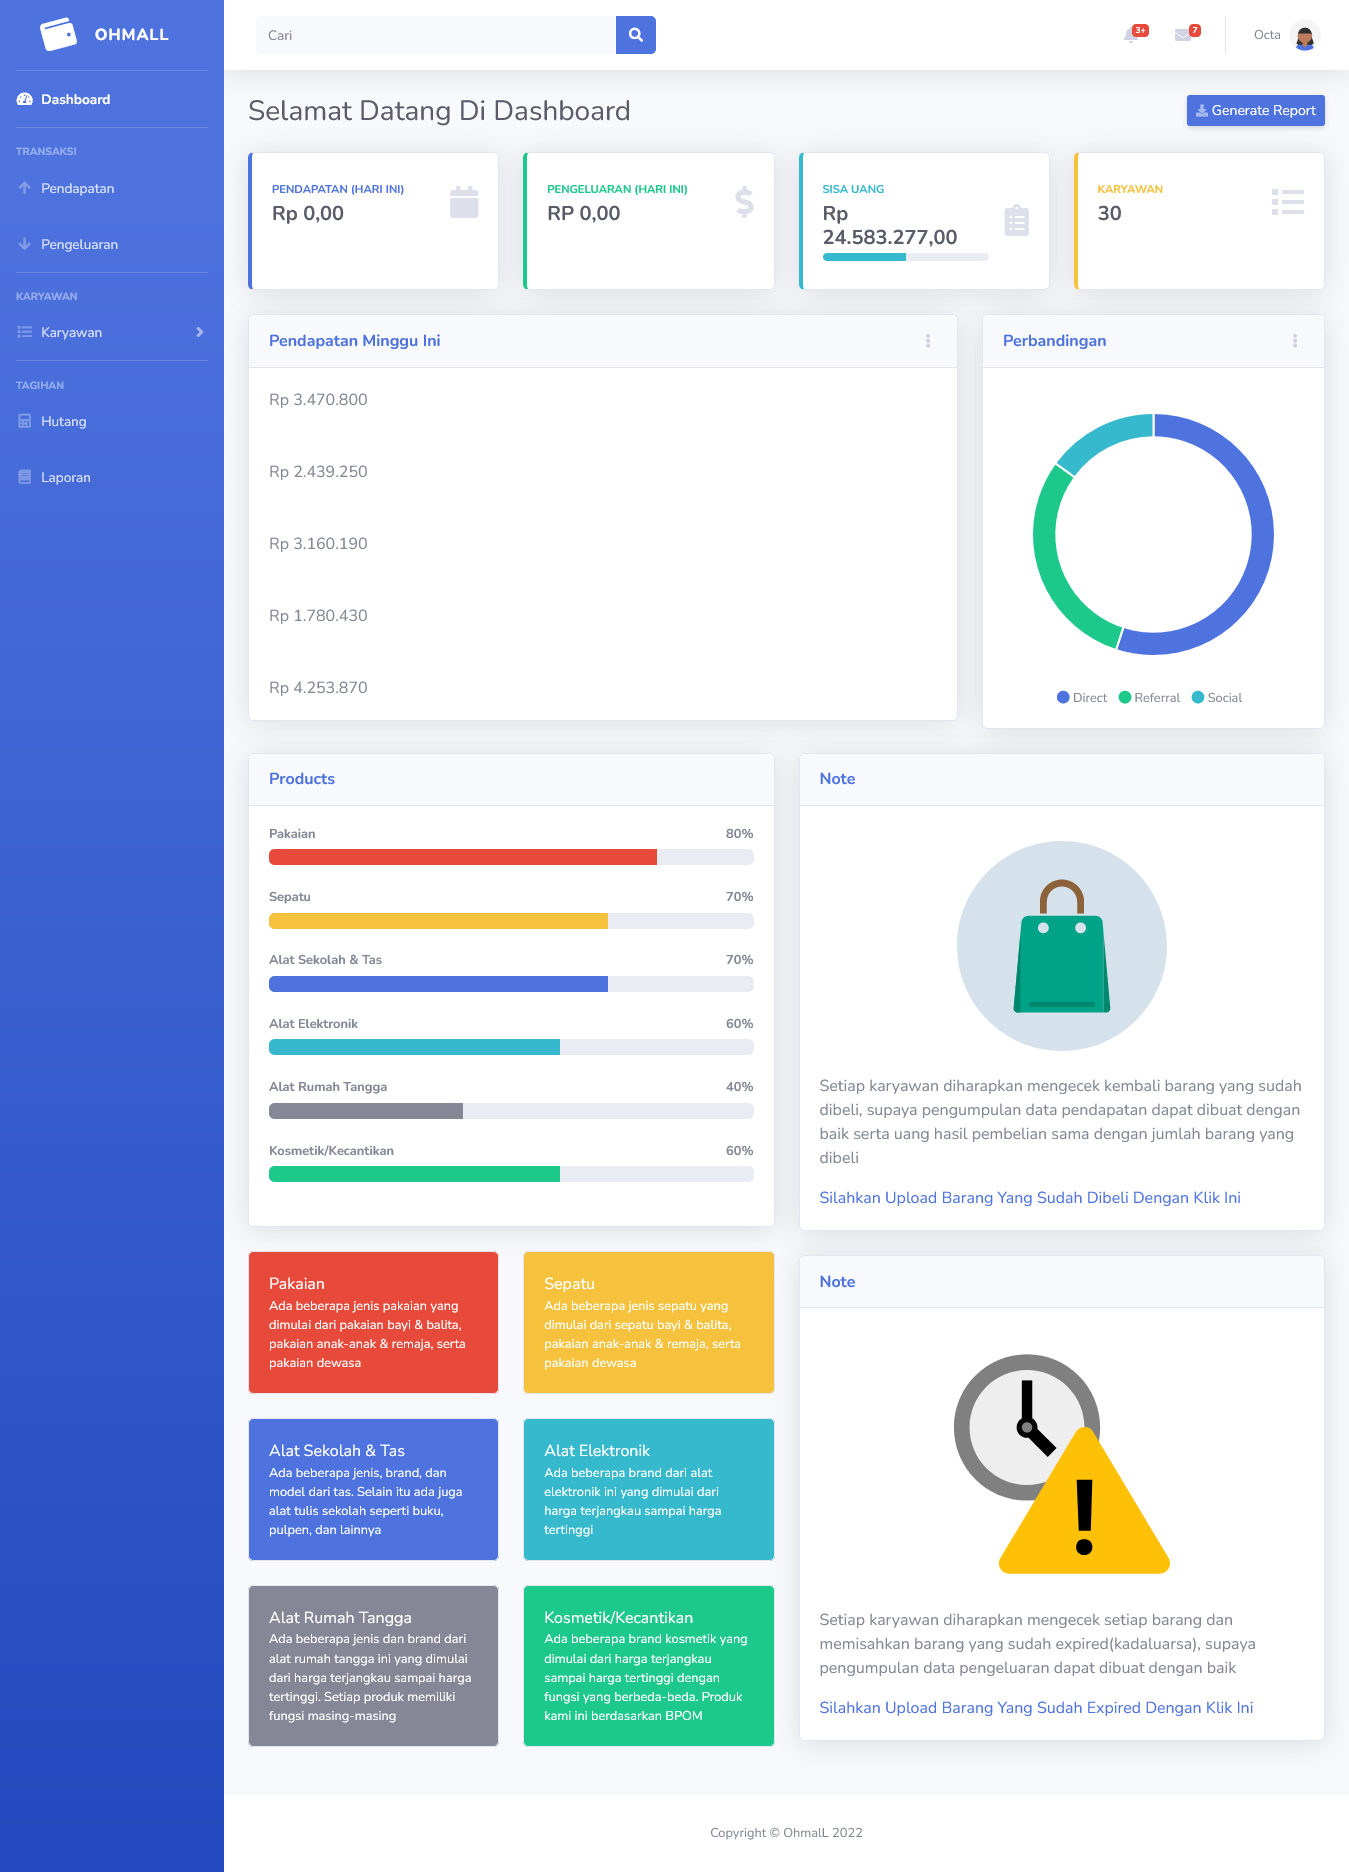 OHMALL
Dashboard
TRANSAKSI
Pendapatan
Pengeluaran
KARYAWAN
Karyawan
TAGIHAN
Hutang
Laporan
Cari
3+
7
Octa
Selamat Datang Di Dashboard
Generate Report
PENDAPATAN (HARI INI)
Rp 0,00
PENGELUARAN (HARI INI)
RP 0,00
SISA UANG
Rp
24.583.277,00
KARYAWAN
30
Pendapatan Minggu Ini
Rp 3.470.800
Rp 2.439.250
Rp 3.160.190
Rp 1.780.430
Rp 4.253.870
Perbandingan
Direct Referral Social
Products
Pakaian 80%
Sepatu 70%
Alat Sekolah & Tas 70%
Alat Elektronik 60%
Alat Rumah Tangga 40%
Kosmetik/Kecantikan 60%
Pakaian
Ada beberapa jenis pakaian yang
dimulai dari pakaian bayi & balita,
pakaian anak-anak & remaja, serta
pakaian dewasa
Sepatu
Ada beberapa jenis sepatu yang
dimulai dari sepatu bayi & balita,
pakaian anak-anak & remaja, serta
pakaian dewasa
Alat Sekolah & Tas
Ada beberapa jenis, brand, dan
model dari tas. Selain itu ada juga
alat tulis sekolah seperti buku,
pulpen, dan lainnya
Alat Elektronik
Ada beberapa brand dari alat
elektronik ini yang dimulai dari
harga terjangkau sampai harga
tertinggi
Alat Rumah Tangga
Ada beberapa jenis dan brand dari
alat rumah tangga ini yang dimulai
dari harga terjangkau sampai harga
tertinggi. Setiap produk memiliki
fungsi masing-masing
Kosmetik/Kecantikan
Ada beberapa brand kosmetik yang
dimulai dari harga terjangkau
sampai harga tertinggi dengan
fungsi yang berbeda-beda. Produk
kami ini berdasarkan BPOM
Note
Setiap karyawan diharapkan mengecek kembali barang yang sudah
dibeli, supaya pengumpulan data pendapatan dapat dibuat dengan
baik serta uang hasil pembelian sama dengan jumlah barang yang
dibeli
Silahkan Upload Barang Yang Sudah Dibeli Dengan Klik Ini
Note
Setiap karyawan diharapkan mengecek setiap barang dan
memisahkan barang yang sudah expired(kadaluarsa), supaya
pengumpulan data pengeluaran dapat dibuat dengan baik
Silahkan Upload Barang Yang Sudah Expired Dengan Klik Ini
Copyright © OhmalL 2022